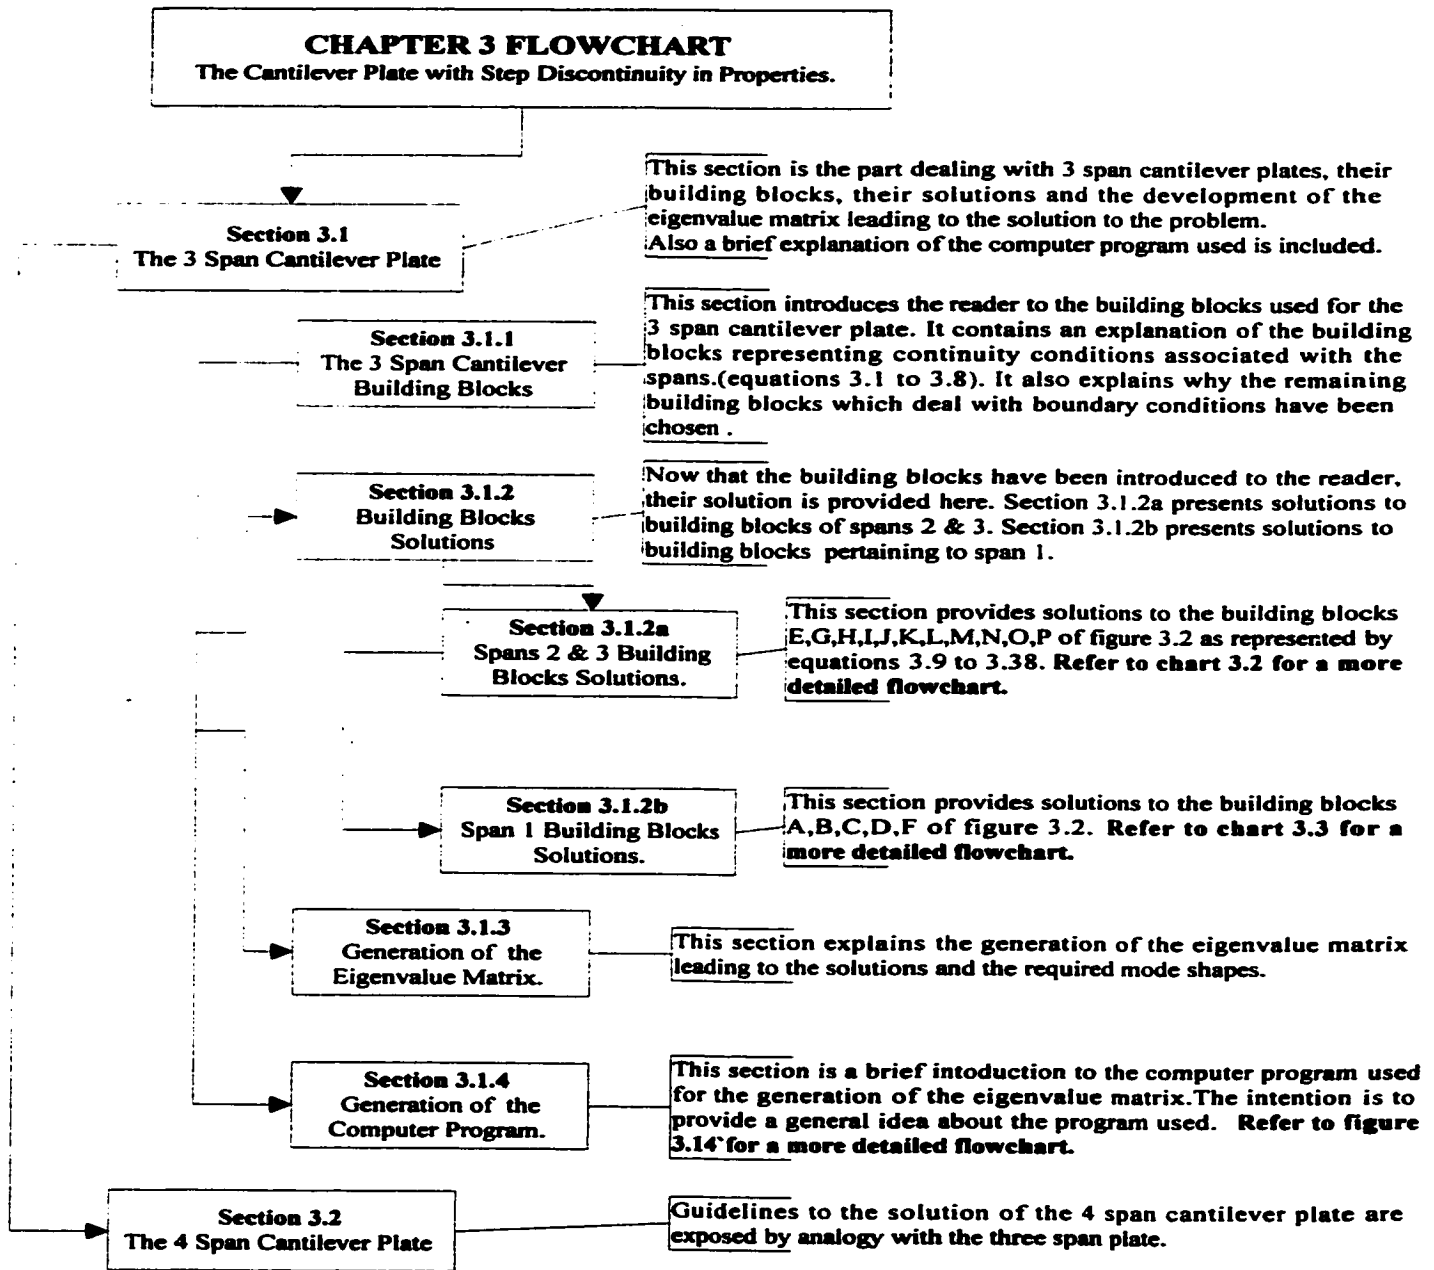 CHAPTER 3 FLOWCHART
The Cantilever Plate with Step Discontinuity in Properties.
Section 3.1
The 3 Span Cantilever Plate
This section is the part dealing with 3 span cantilever plates, their
building blocks, their solutions and the development of the
eigenvalue matrix leading to the solution to the problem.
Also a brief explanation of the computer program used is included.
Section 3.1.1
The 3 Span Cantilever
Building Blocks
This section introduces the reader to the building blocks used for the
3 span cantilever plate. It contains an explanation of the building
blocks representing continuity conditions associated with the
spans.(equations 3.1 to 3.8). It also explains why the remaining
building blocks which deal with boundary conditions have been
chosen .
Section 3.1.2
Building Blocks
Solutions
Now that the building blocks have been introduced to the reader,
their solution is provided here. Section 3.1.2a presents solutions to
building blocks of spans 2 & 3. Section 3.1.2b presents solutions to
building blocks pertaining to span 1.
Section 3.1.2a
Spans 2 & 3 Building
Blocks Solutions.
This section provides solutions to the building blocks
E,G,H,I,J,K,L,M,N,O,P of figure 3.2 as represented by
equations 3.9 to 3.38. Refer to chart 3.2 for a more
detailed flowchart.
Section 3.1.2b
Span 1 Building Blocks
Solutions.
This section provides solutions to the building blocks
A,B,C,D,F of figure 3.2. Refer to chart 3.3 for a
more detailed flowchart.
Section 3.1.3
Generation of the
Eigenvalue Matrix.
This section explains the generation of the eigenvalue matrix
leading to the solutions and the required mode shapes.
Section 3.1.4
Generation of the
Computer Program.
This section is a brief intoduction to the computer program used
for the generation of the eigenvalue matrix.The intention is to
provide a general idea about the program used. Refer to figure
3.14 for a more detailed flowchart.
Section 3.2
The 4 Span Cantilever Plate
Guidelines to the solution of the 4 span cantilever plate are
exposed by analogy with the three span plate.